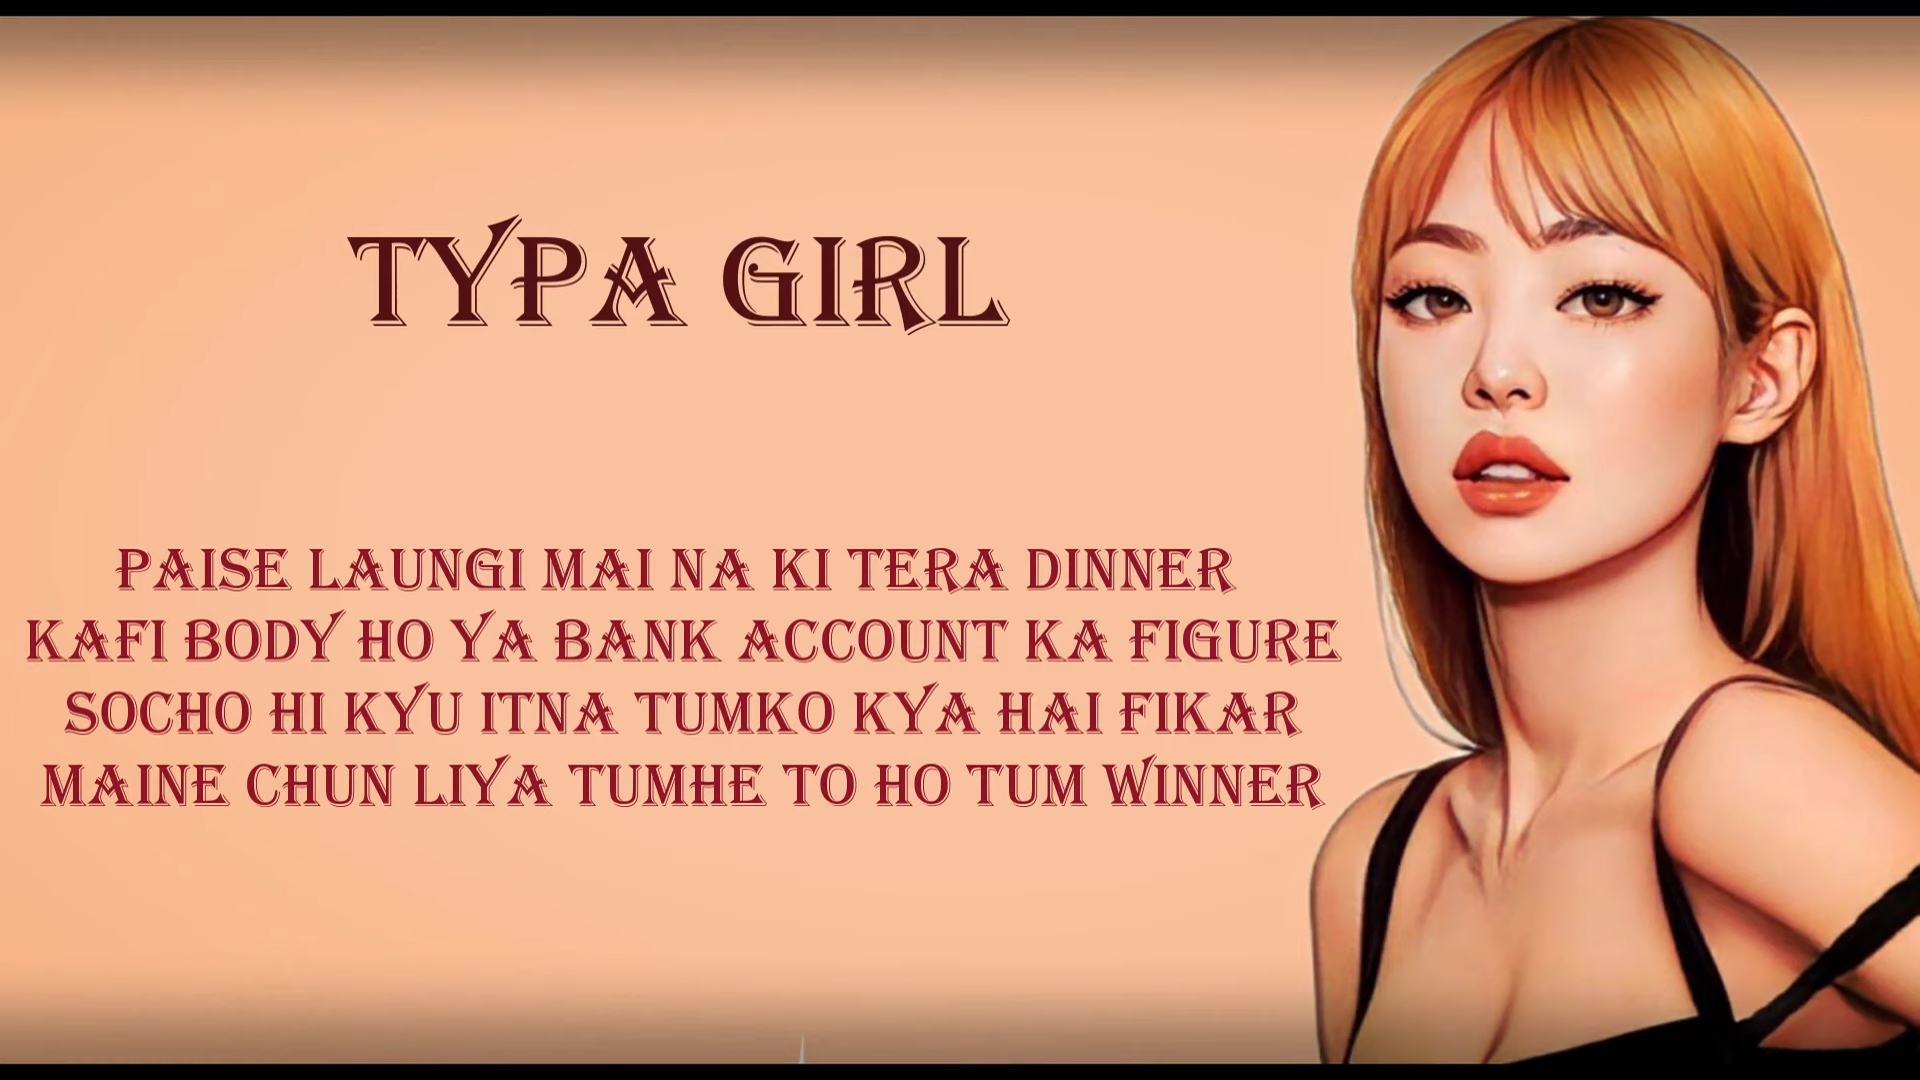 TYPA GIRL
PAISE LAUNGI MAI NA KI TERA DINNER
KAFI BODY HO YA BANK ACCOUNT KA FIGURE
SOCHO HI KYU ITNA TUMKO KYA HAI FIKAR
MAINE CHUN LIYA TUMHE TO HO TUM WINNER